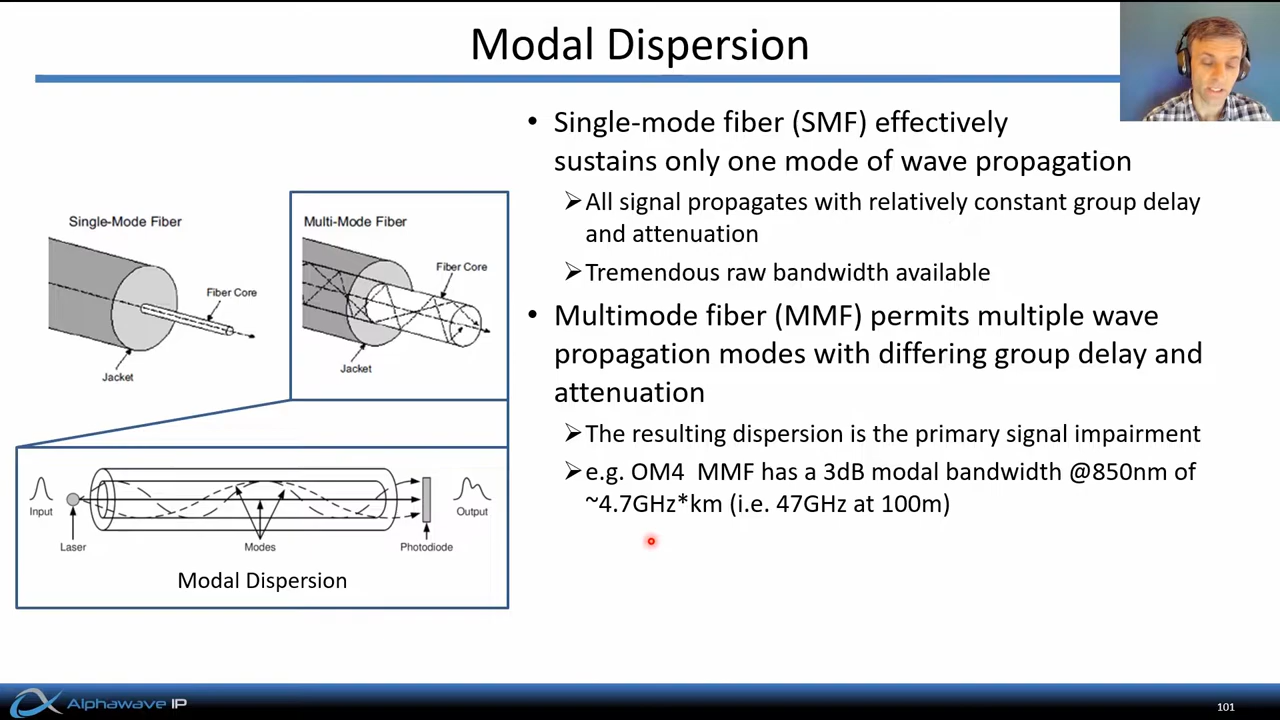 Modal Dispersion
Single-Mode Fiber
Fiber Core
Jacket
Multi-Mode Fiber
Fiber Core
Jacket
Input
Laser
Modes
Photodiode
Output
Modal Dispersion
• Single-mode fiber (SMF) effectively
sustains only one mode of wave propagation
➢All signal propagates with relatively constant group delay
and attenuation
➢Tremendous raw bandwidth available
• Multimode fiber (MMF) permits multiple wave
propagation modes with differing group delay and
attenuation
➢The resulting dispersion is the primary signal impairment
➢e.g. OM4 MMF has a 3dB modal bandwidth @850nm of
~4.7GHz*km (i.e. 47GHz at 100m)
Alphawave IP
101